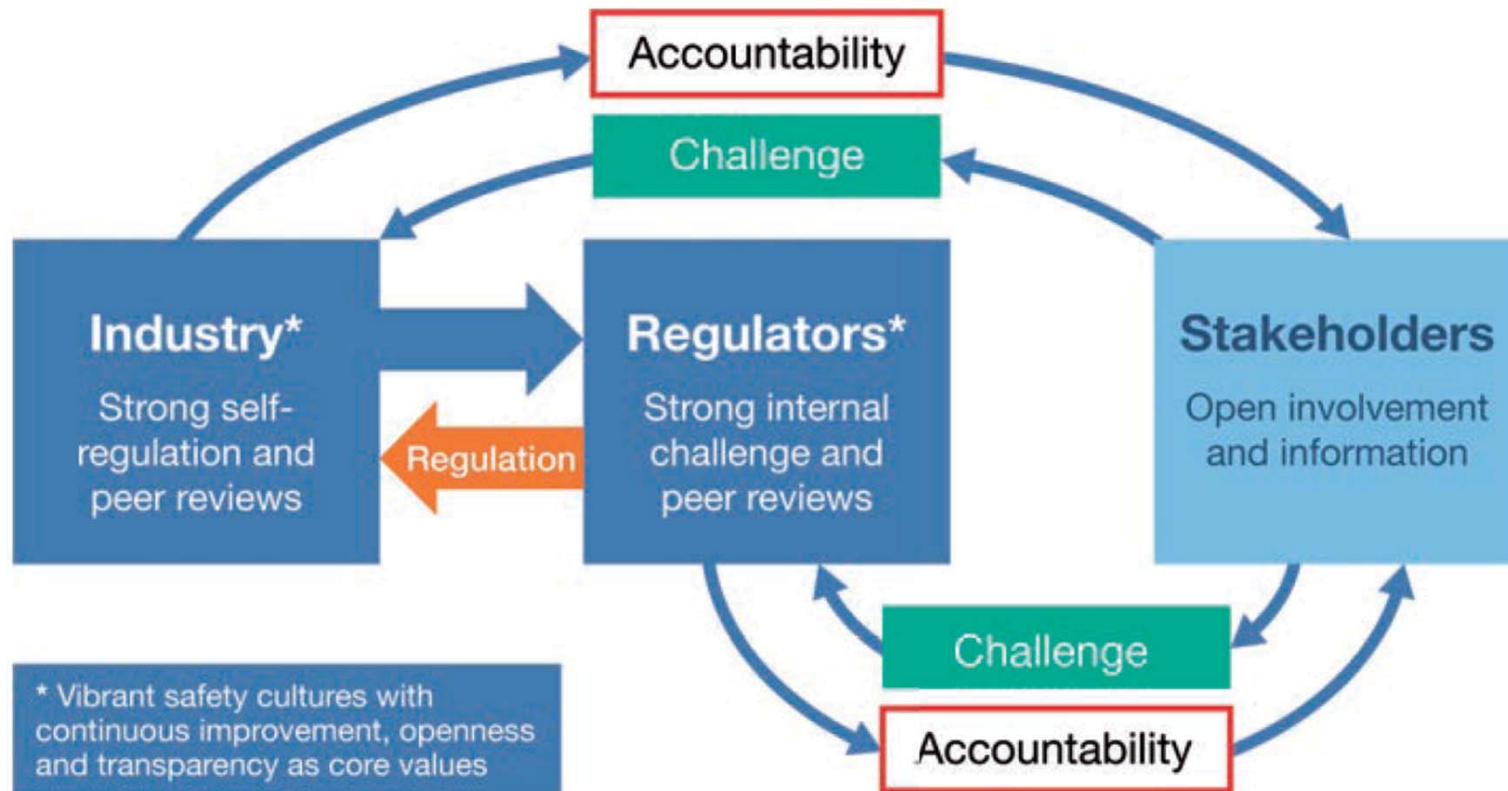 Accountability
Challenge
Industry*
Strong self-
regulation and
peer reviews
Regulation
Regulators*
Strong internal
challenge and
peer reviews
Stakeholders
Open involvement
and information
Challenge
Accountability
* Vibrant safety cultures with
continuous improvement, openness
and transparency as core values